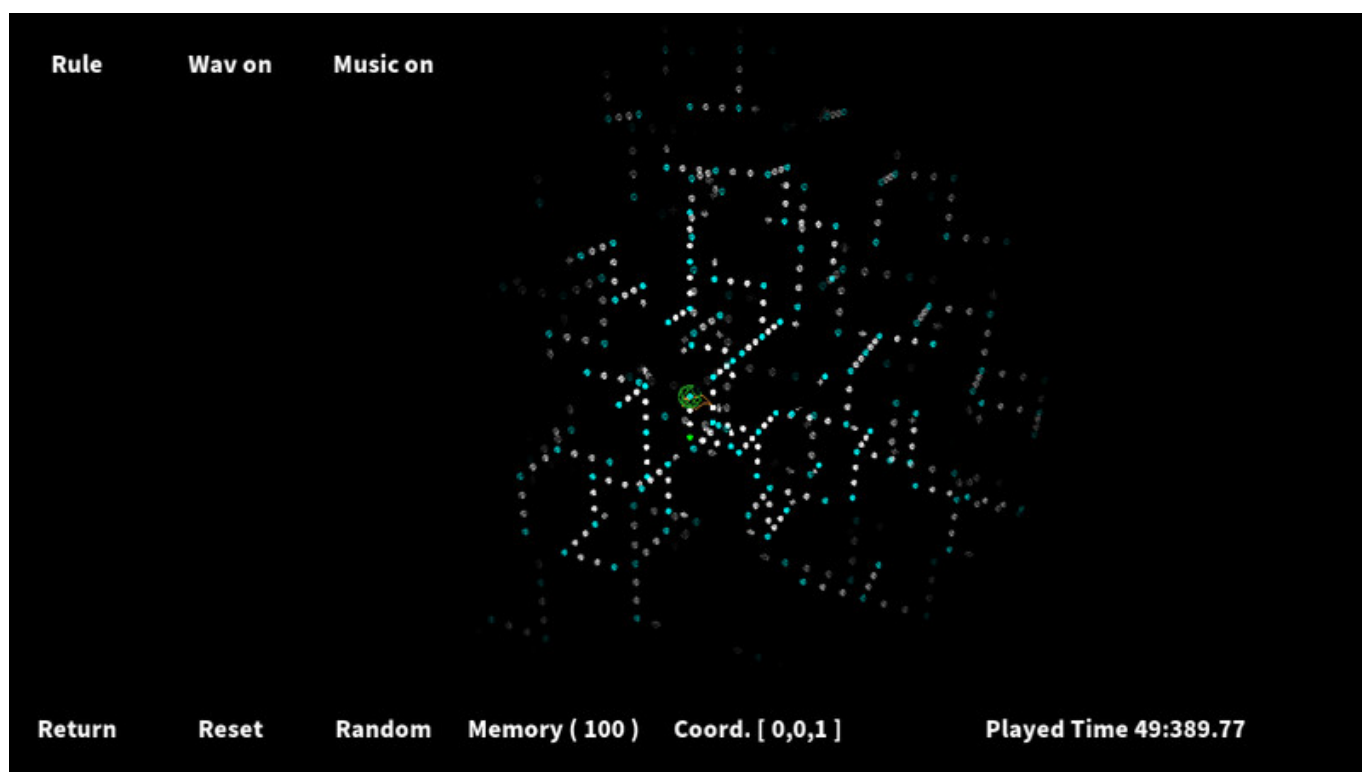 Rule Wav on Music on
Return Reset Random Memory ( 100 ) Coord. [ 0,0,1 ] Played Time 49:389.77